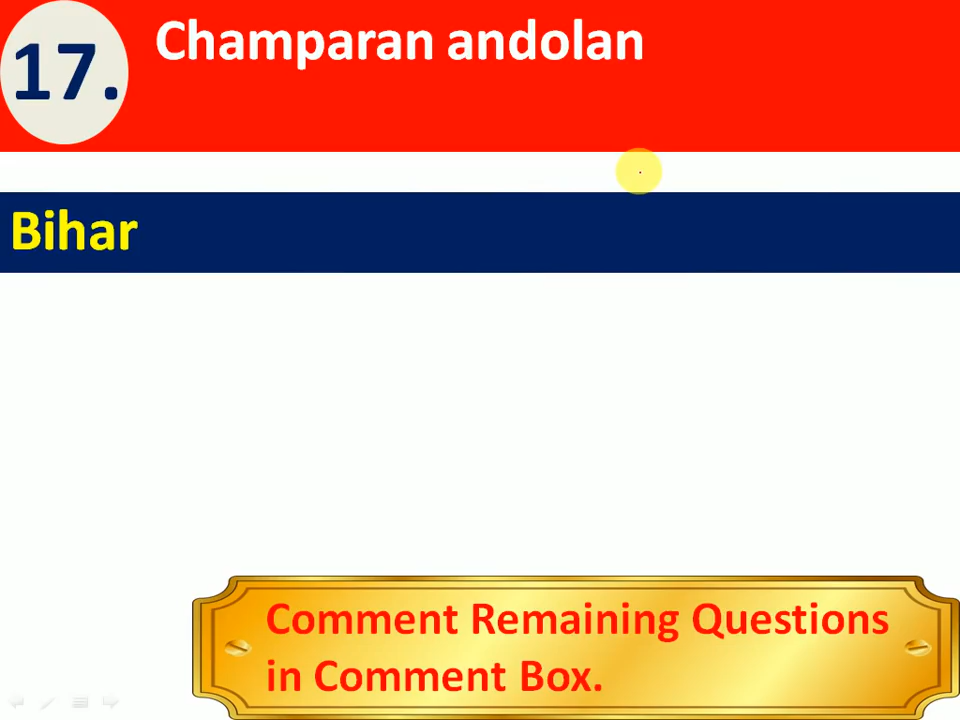 17.
Champaran andolan
Bihar
Comment Remaining Questions
in Comment Box.